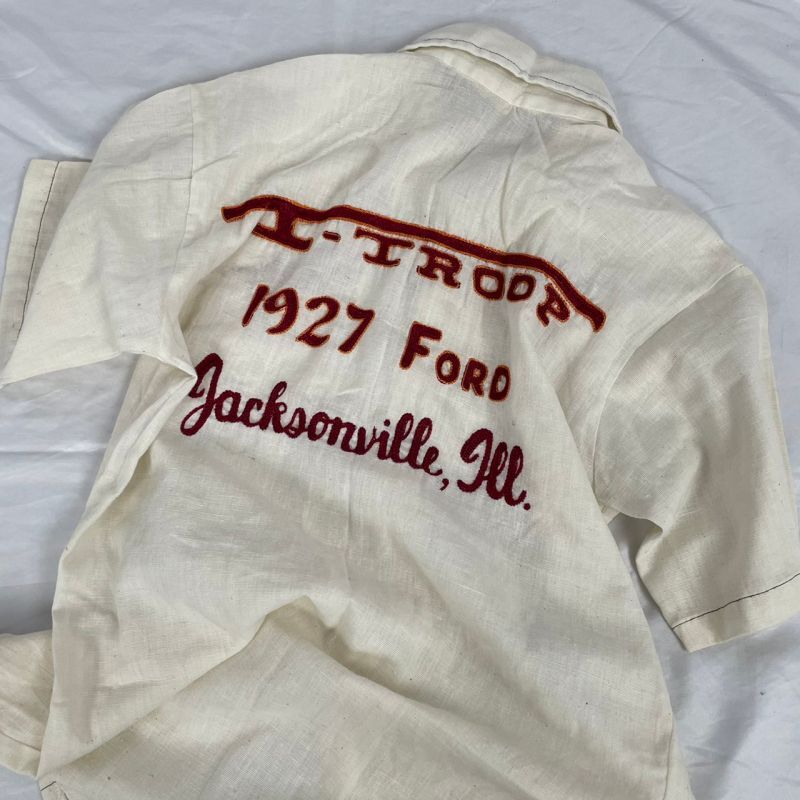 T-TROOP
1927 FORD
Jacksonville, Ill.